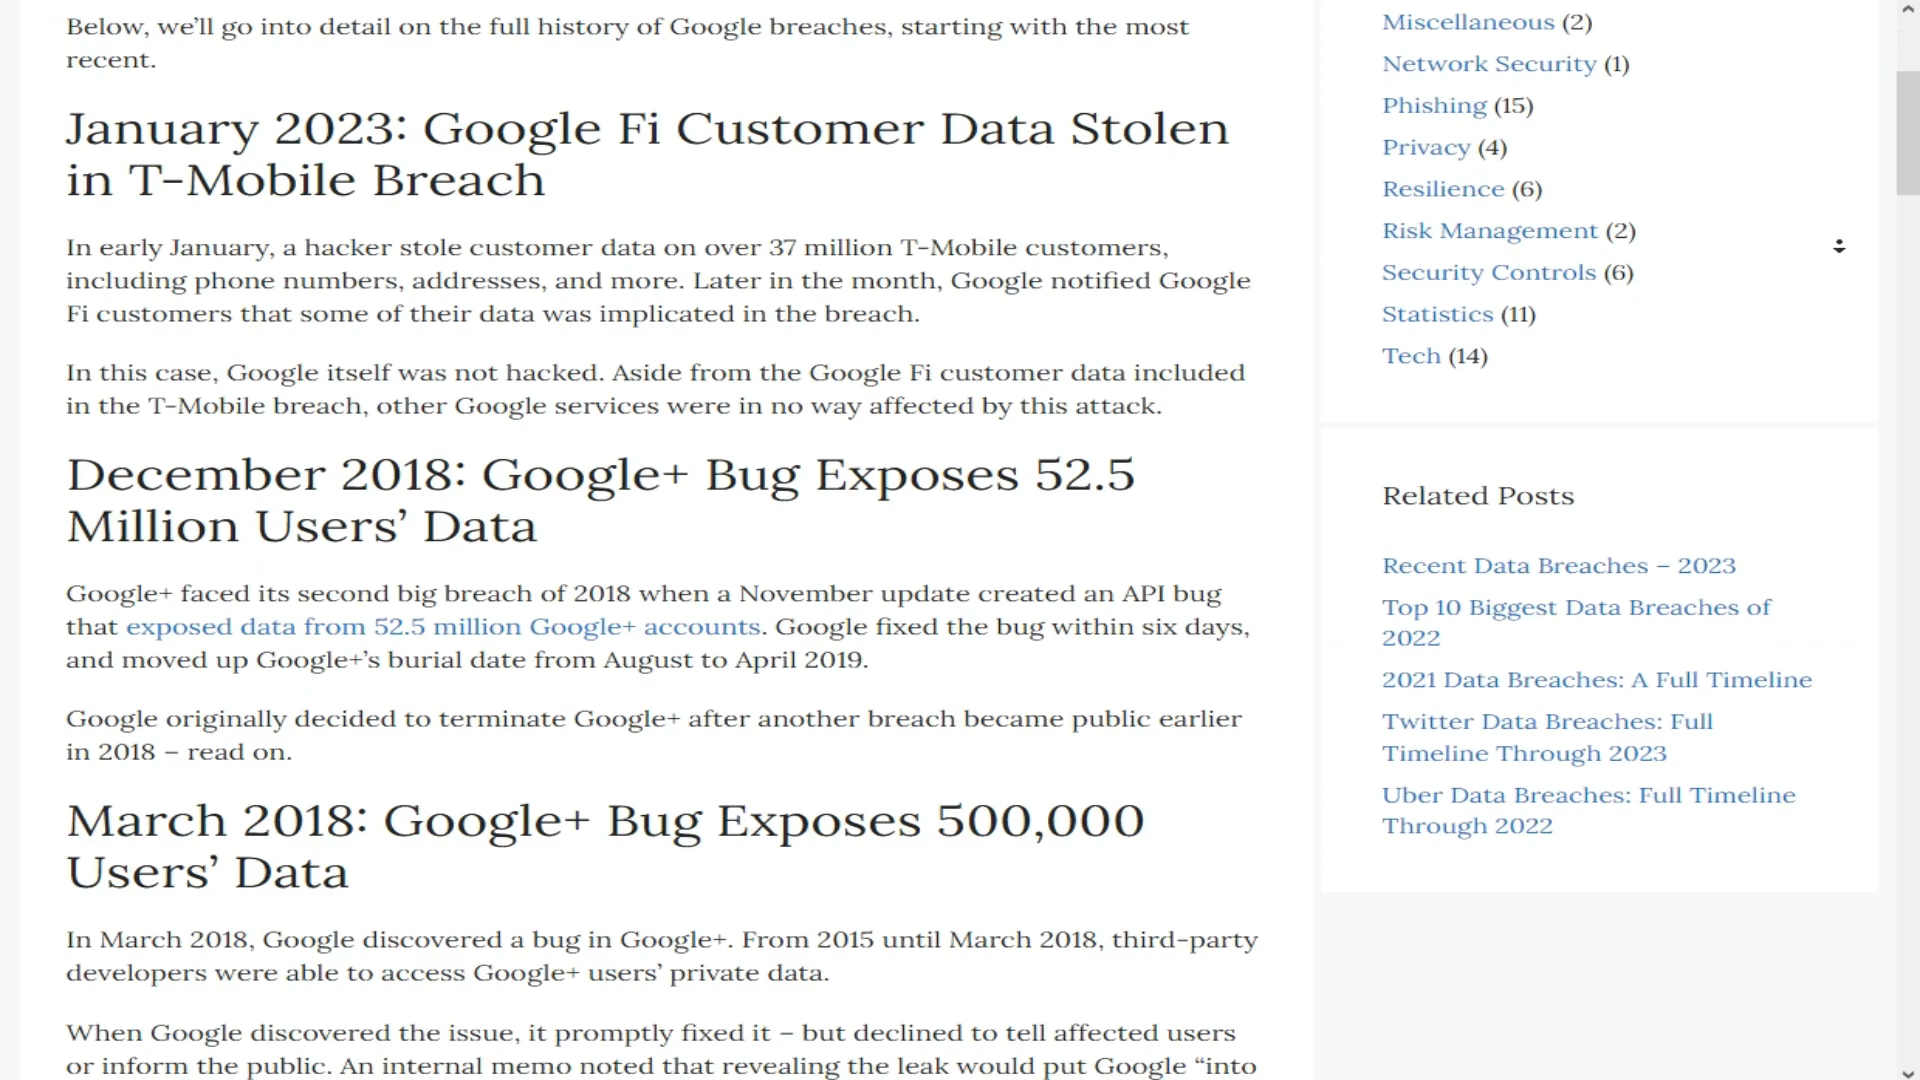 Below, we’ll go into detail on the full history of Google breaches, starting with the most
recent.
January 2023: Google Fi Customer Data Stolen
in T-Mobile Breach
In early January, a hacker stole customer data on over 37 million T-Mobile customers,
including phone numbers, addresses, and more. Later in the month, Google notified Google
Fi customers that some of their data was implicated in the breach.
In this case, Google itself was not hacked. Aside from the Google Fi customer data included
in the T-Mobile breach, other Google services were in no way affected by this attack.
December 2018: Google+ Bug Exposes 52.5
Million Users’ Data
Google+ faced its second big breach of 2018 when a November update created an API bug
that exposed data from 52.5 million Google+ accounts. Google fixed the bug within six days,
and moved up Google+’s burial date from August to April 2019.
Google originally decided to terminate Google+ after another breach became public earlier
in 2018 – read on.
March 2018: Google+ Bug Exposes 500,000
Users’ Data
In March 2018, Google discovered a bug in Google+. From 2015 until March 2018, third-party
developers were able to access Google+ users’ private data.
When Google discovered the issue, it promptly fixed it – but declined to tell affected users
or inform the public. An internal memo noted that revealing the leak would put Google “into
Miscellaneous (2)
Network Security (1)
Phishing (15)
Privacy (4)
Resilience (6)
Risk Management (2)
Security Controls (6)
Statistics (11)
Tech (14)
Related Posts
Recent Data Breaches – 2023
Top 10 Biggest Data Breaches of
2022
2021 Data Breaches: A Full Timeline
Twitter Data Breaches: Full
Timeline Through 2023
Uber Data Breaches: Full Timeline
Through 2022